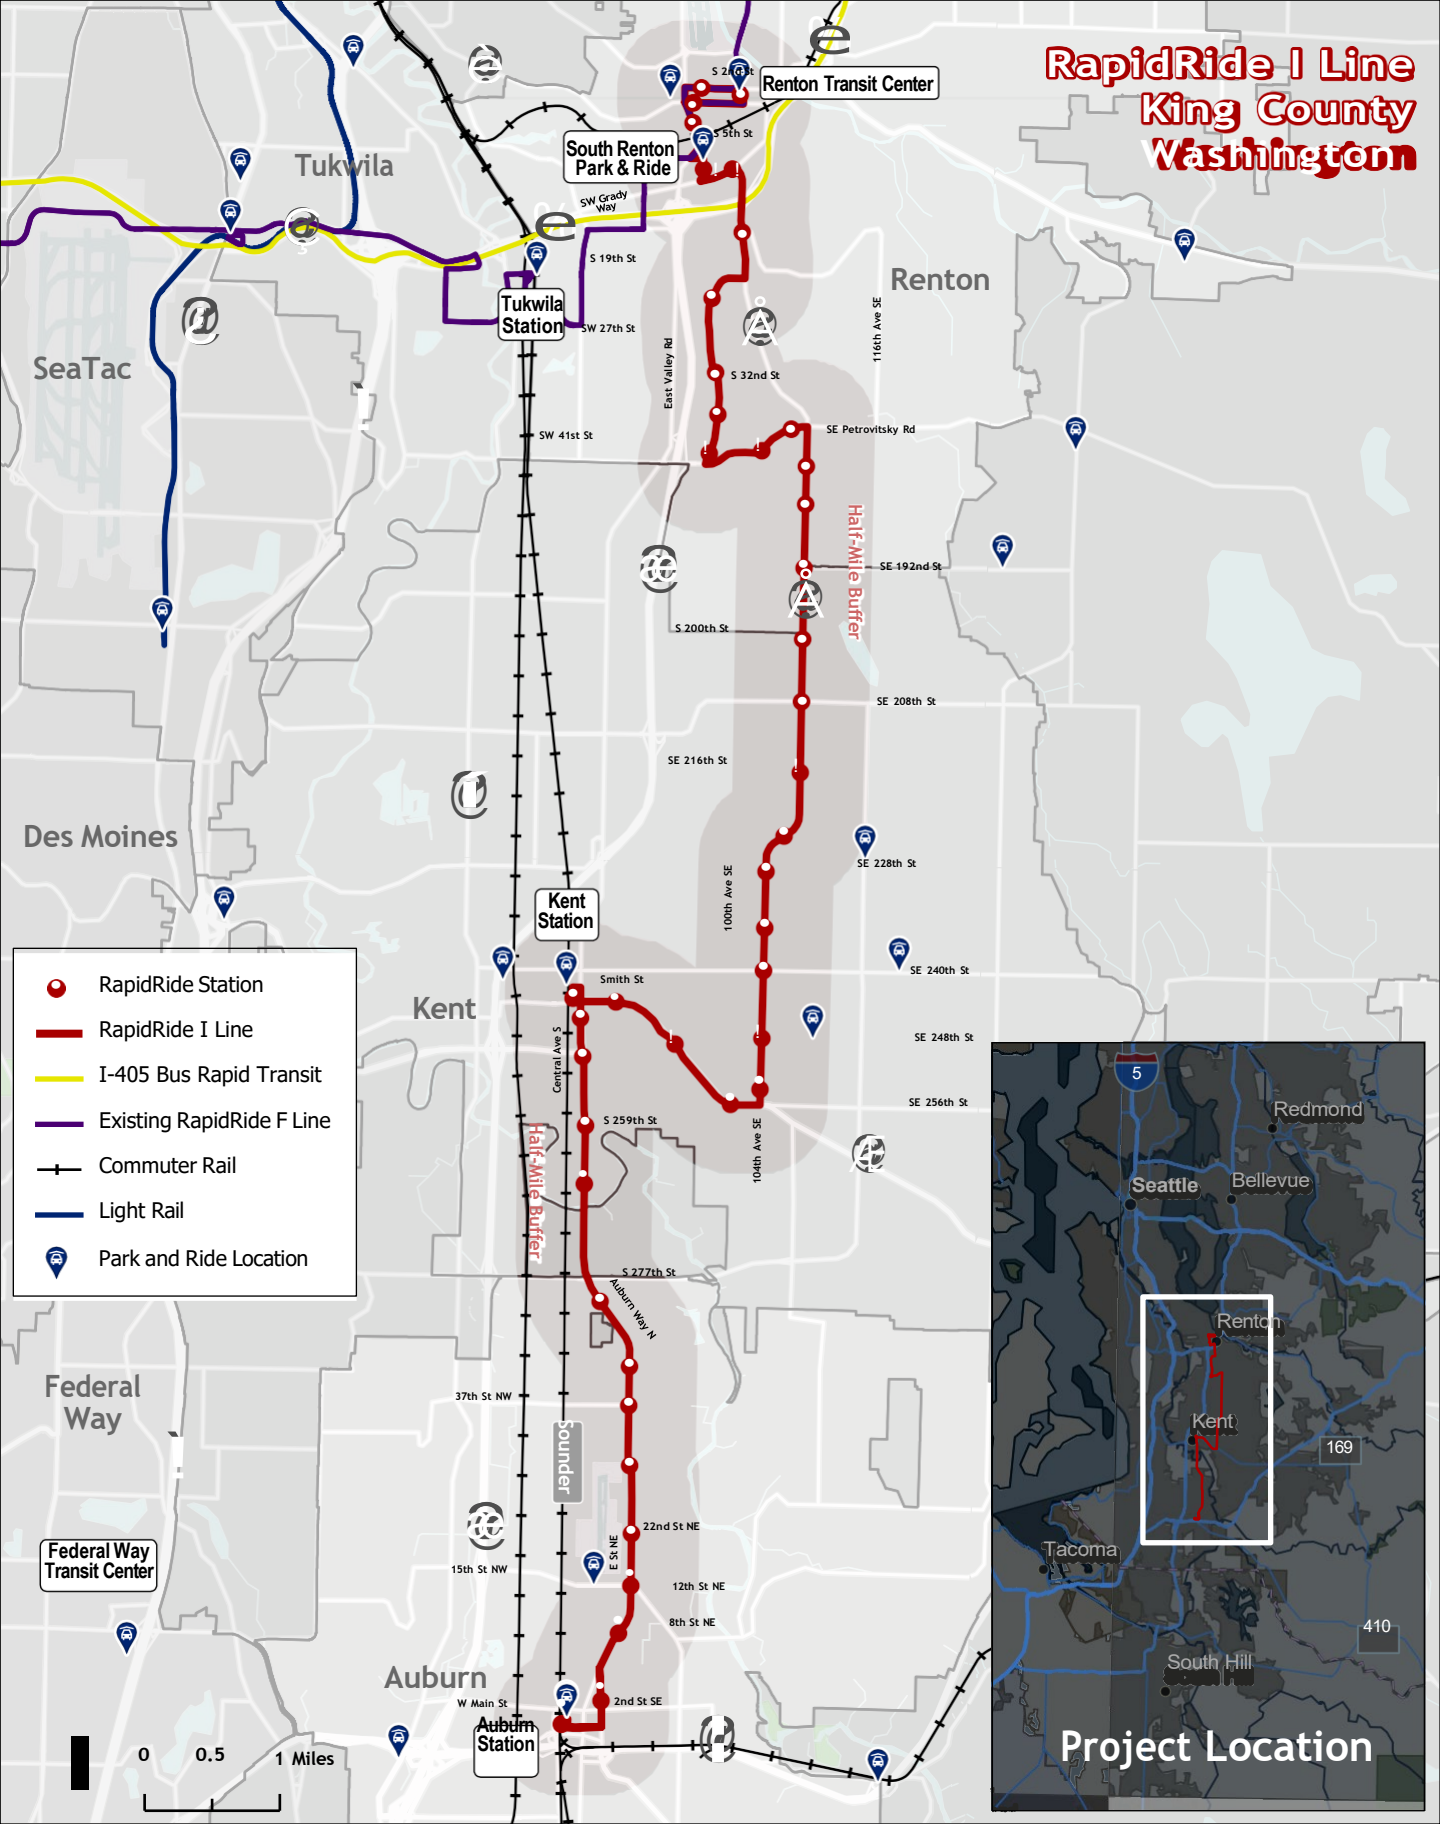 RapidRide I Line
King County
Washington
S 2nd St
Renton Transit Center
S 5th St
South Renton
Park & Ride
Tukwila
SW Grady
Way
S 19th St
Renton
Tukwila
Station
SW 27th St
116th Ave SE
East Valley Rd
SeaTac
S 32nd St
SW 41st St
SE Petrovitsky Rd
Half-Mile Buffer
SE 192nd St
S 200th St
SE 208th St
SE 216th St
Des Moines
SE 228th St
100th Ave SE
Kent
Station
SE 240th St
Smith St
Kent
Central Ave S
SE 248th St
SE 256th St
S 259th St
104th Ave SE
Half-Mile Buffer
S 277th St
Auburn Way N
RapidRide Station
RapidRide I Line
I-405 Bus Rapid Transit
Existing RapidRide F Line
Commuter Rail
Light Rail
Park and Ride Location
Federal
Way
37th St NW
Sounder
22nd St NE
E St NE
15th St NW
12th St NE
8th St NE
Federal Way
Transit Center
Auburn
W Main St
2nd St SE
Auburn
Station
0 0.5 1 Miles
5
Redmond
Seattle
Bellevue
Renton
Kent
169
Tacoma
410
South Hill
Project Location